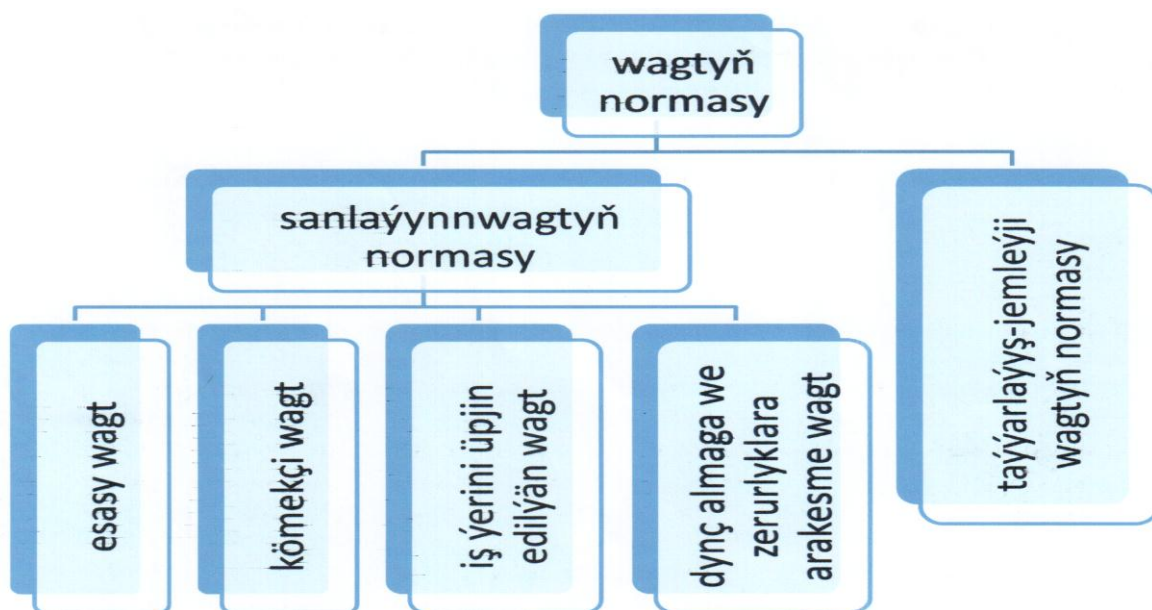 wagtyň
normasy
sanlaýynnwagtyň
normasy
taýýarlaýyş-jemleýji
wagtyň normasy
esasy wagt
kömekçi wagt
iş ýerini üpjin
edilýän wagt
dynç almaga we
zerurlyklara
arakesme wagt